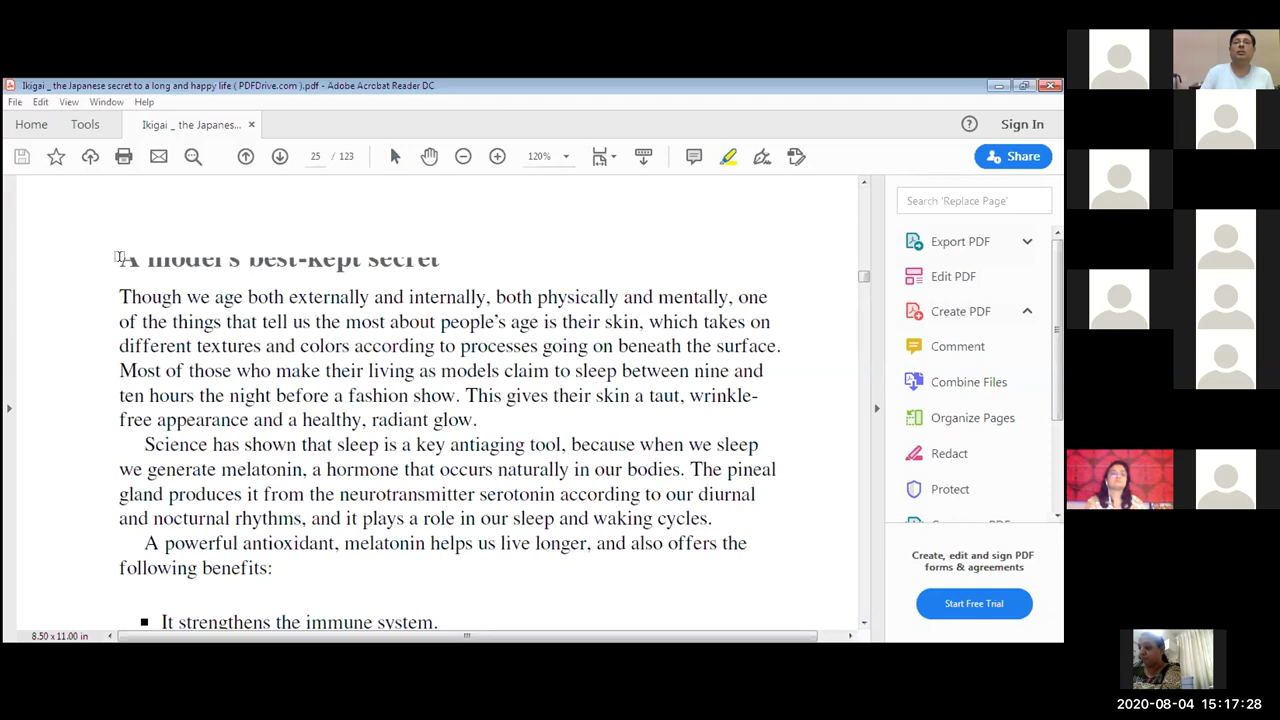 Ikigai _ the Japanese secret to a long and happy life ( PDFDrive.com ).pdf - Adobe Acrobat Reader DC
File Edit View Window Help
Home Tools Ikigai _ the Japanes... × Sign In
25 / 123 120% Share
Search 'Replace Page'
Export PDF
Edit PDF
Create PDF
Comment
Combine Files
Organize Pages
Redact
Protect
Create, edit and sign PDF
forms & agreements
Start Free Trial
A model's best-kept secret
Though we age both externally and internally, both physically and mentally, one
of the things that tell us the most about people’s age is their skin, which takes on
different textures and colors according to processes going on beneath the surface.
Most of those who make their living as models claim to sleep between nine and
ten hours the night before a fashion show. This gives their skin a taut, wrinkle-
free appearance and a healthy, radiant glow.
Science has shown that sleep is a key antiaging tool, because when we sleep
we generate melatonin, a hormone that occurs naturally in our bodies. The pineal
gland produces it from the neurotransmitter serotonin according to our diurnal
and nocturnal rhythms, and it plays a role in our sleep and waking cycles.
A powerful antioxidant, melatonin helps us live longer, and also offers the
following benefits:
■ It strengthens the immune system.
8.50 x 11.00 in
2020-08-04 15:17:28